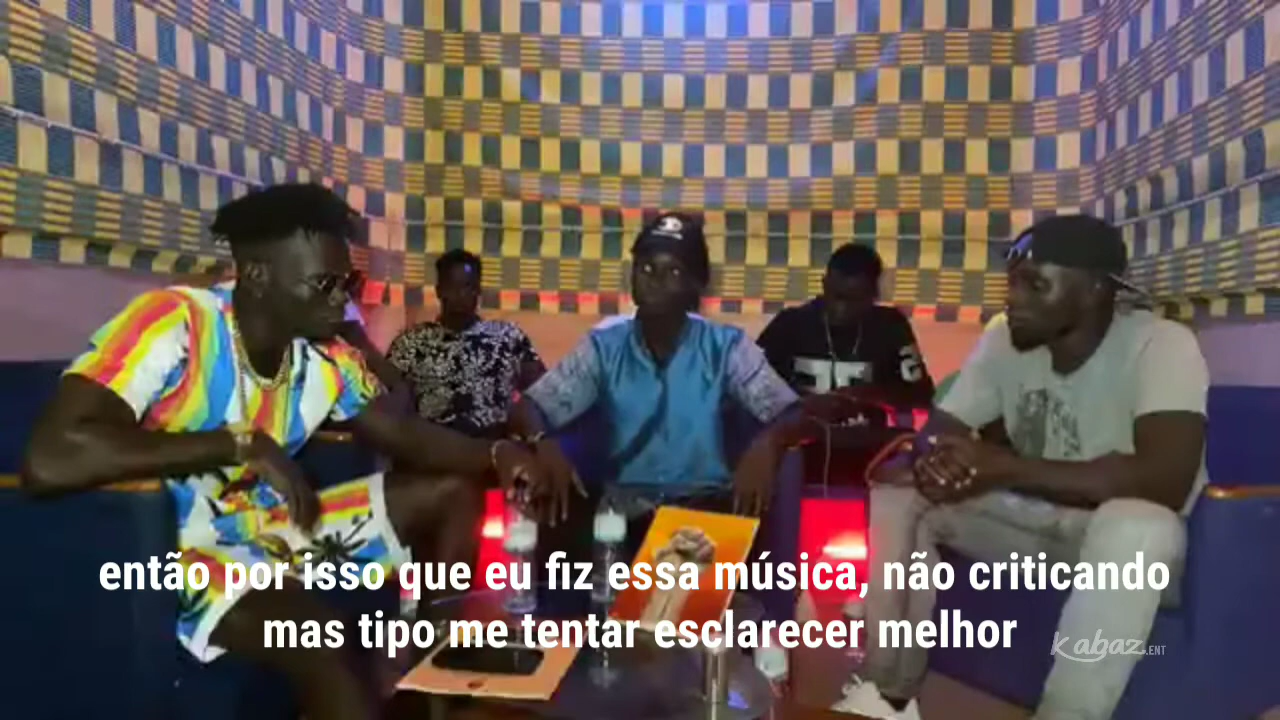 então por isso que eu fiz essa música, não criticando
mas tipo me tentar esclarecer melhor
Kabaz.ENT